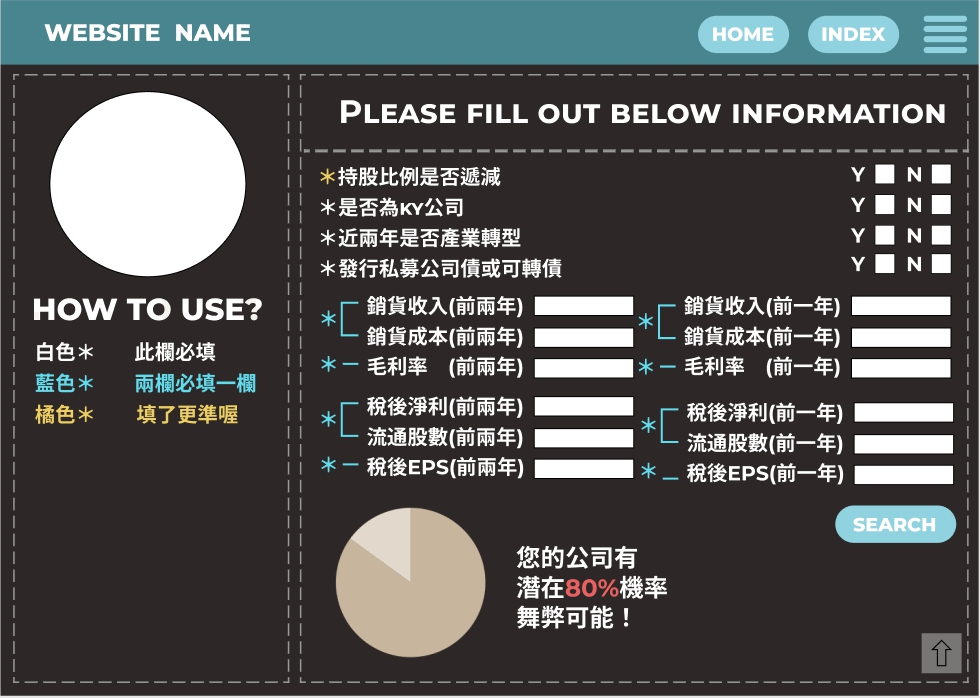 WEBSITE NAME
HOME
INDEX
PLEASE FILL OUT BELOW INFORMATION
HOW TO USE?
白色* 此欄必填
藍色* 兩欄必填一欄
橘色* 填了更準喔
*持股比例是否遞減 Y N
*是否為KY公司 Y N
*近兩年是否產業轉型 Y N
*發行私募公司債或可轉債 Y N
* 銷貨收入(前兩年)
銷貨成本(前兩年)
* 毛利率 (前兩年)
* 稅後淨利(前兩年)
流通股數(前兩年)
* 稅後EPS(前兩年)
* 銷貨收入(前一年)
銷貨成本(前一年)
* 毛利率 (前一年)
* 稅後淨利(前一年)
流通股數(前一年)
* 稅後EPS(前一年)
SEARCH
您的公司有
潛在80%機率
舞弊可能！